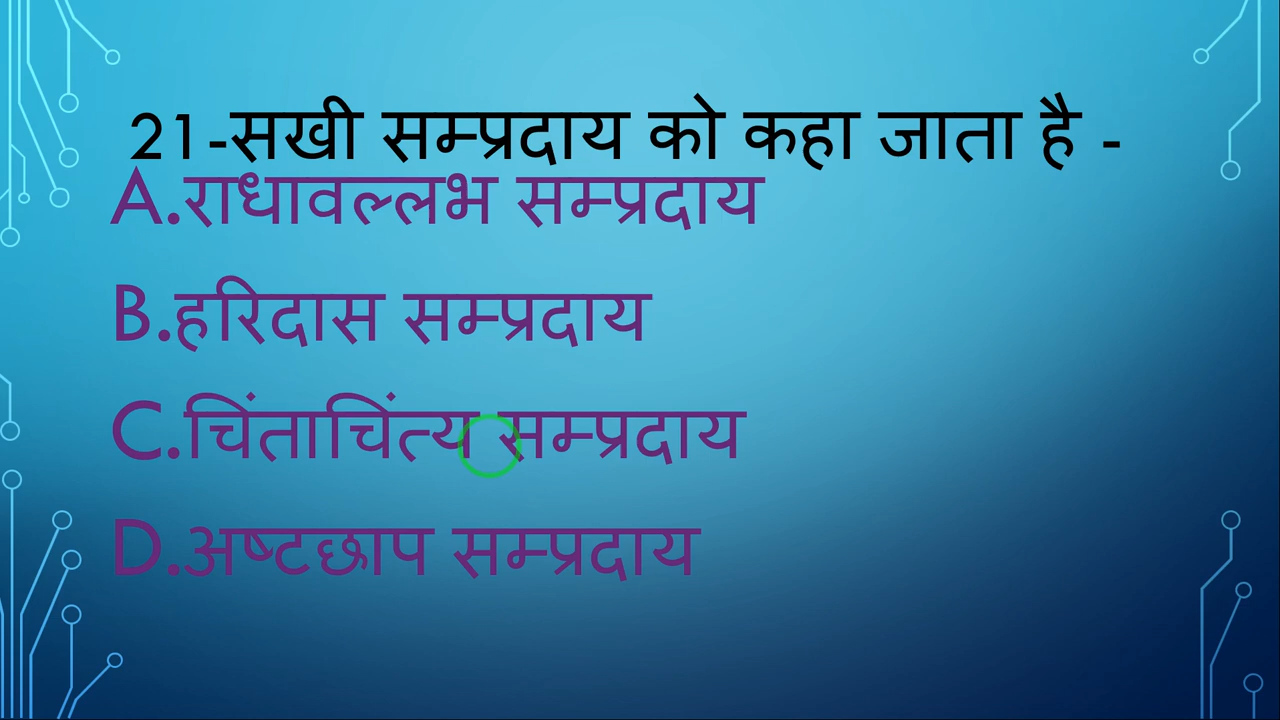 21-सखी सम्प्रदाय को कहा जाता है -
A.राधावल्लभ सम्प्रदाय
B.हरिदास सम्प्रदाय
C.चिंताचिंत्य सम्प्रदाय
D.अष्टछाप सम्प्रदाय